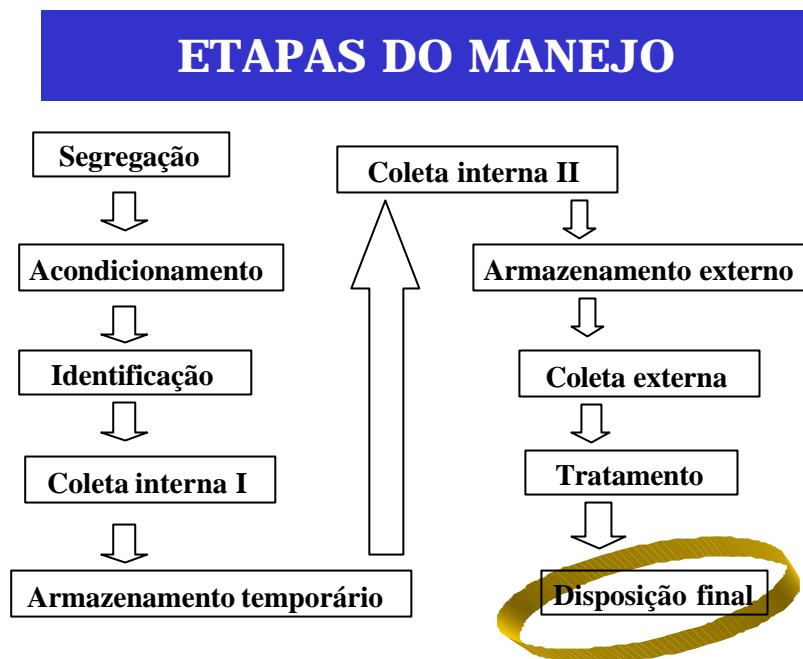 ETAPAS DO MANEJO
Segregação
Acondicionamento
Identificação
Coleta interna I
Armazenamento temporário
Coleta interna II
Armazenamento externo
Coleta externa
Tratamento
Disposição final